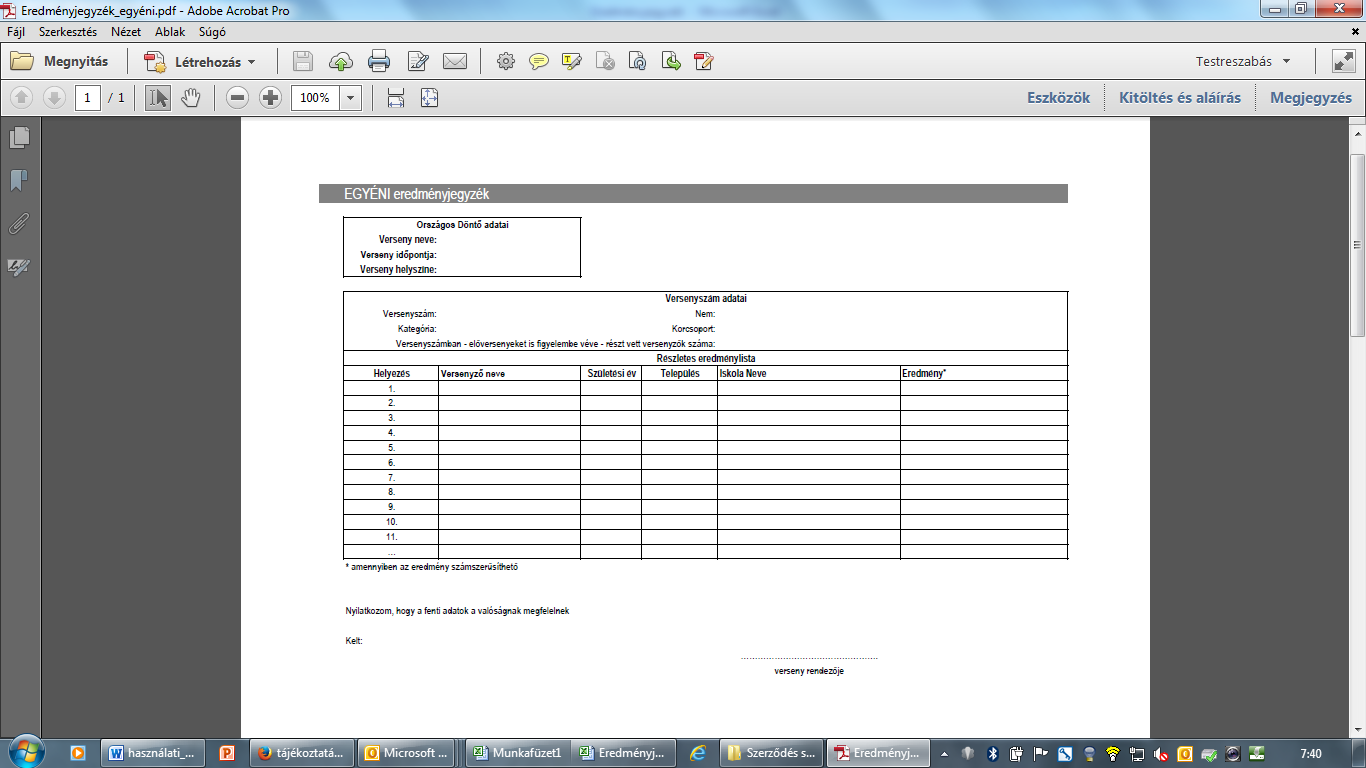 Eredményjegyzék_egyéni.pdf - Adobe Acrobat Pro
Fájl Szerkesztés Nézet Ablak Súgó
Megnyitás Létrehozás Testreszabás
1 / 1 100% Eszközök Kitöltés és aláírás Megjegyzés
EGYÉNI eredményjegyzék
Országos Döntő adatai
Verseny neve:
Verseny időpontja:
Verseny helyszíne:
Versenyszám adatai
Versenyszám: Nem:
Kategória: Korcsoport:
Versenyszámban - előversenyeket is figyelembe véve - részt vett versenyzők száma:
Részletes eredménylista
Helyezés Versenyző neve Születési év Település Iskola Neve Eredmény*
1.
2.
3.
4.
5.
6.
7.
8.
9.
10.
11.
...
* amennyiben az eredmény számszerűsíthető
Nyilatkozom, hogy a fenti adatok a valóságnak megfelelnek
Kelt:
.................................................
verseny rendezője
használati_... tájékoztatá... Microsoft ... Munkafüzet1 Eredményj... Szerződés s... Eredményj... 7:40